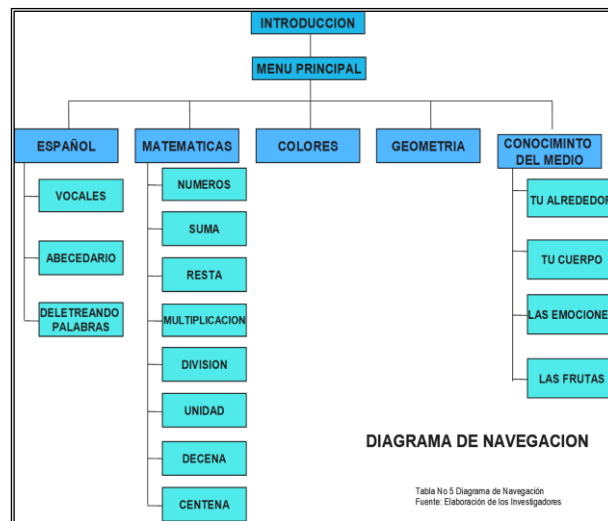 INTRODUCCION
MENU PRINCIPAL
ESPAÑOL
MATEMATICAS
COLORES
GEOMETRIA
CONOCIMINTO
DEL MEDIO
VOCALES
ABECEDARIO
DELETREANDO
PALABRAS
NUMEROS
SUMA
RESTA
MULTIPLICACION
DIVISION
UNIDAD
DECENA
CENTENA
TU ALREDEDOR
TU CUERPO
LAS EMOCIONE
LAS FRUTAS
DIAGRAMA DE NAVEGACION
Tabla No 5 Diagrama de Navegación
Fuente: Elaboración de los Investigadores